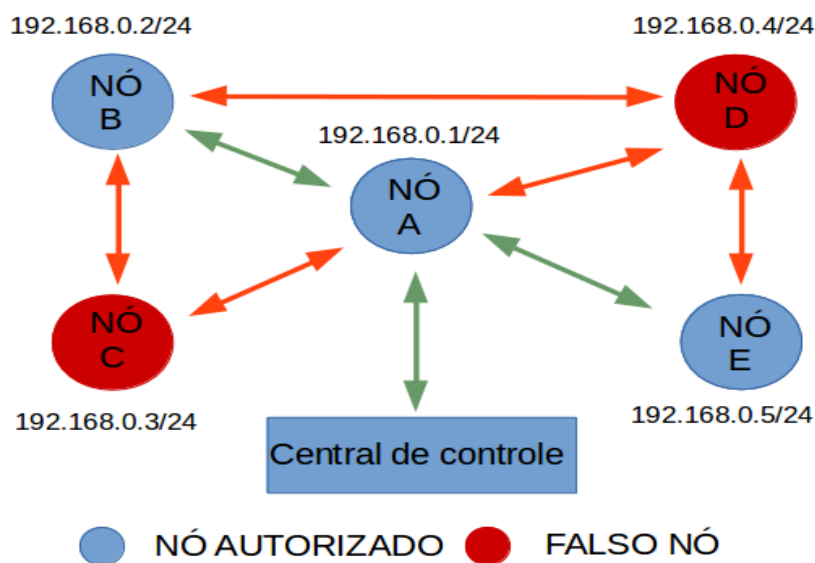 192.168.0.2/24
192.168.0.4/24
NÓ
B
NÓ
D
192.168.0.1/24
NÓ
A
NÓ
C
NÓ
E
192.168.0.3/24
192.168.0.5/24
Central de controle
NÓ AUTORIZADO
FALSO NÓ